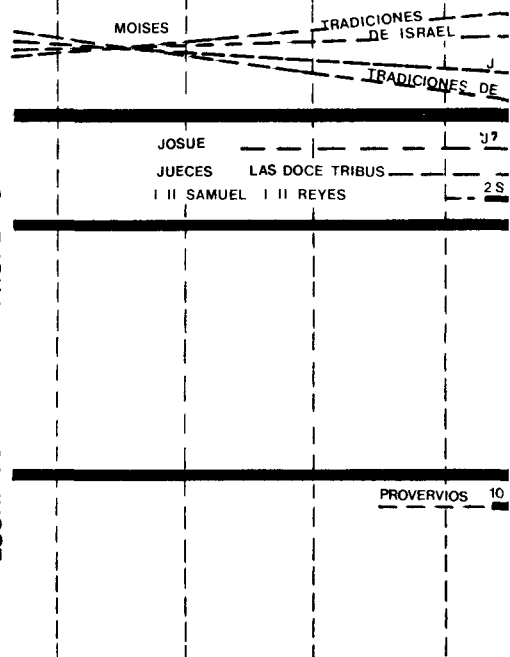 MOISES
TRADICIONES
DE ISRAEL
J
TRADICIONES DE
JOSUE J?
JUECES LAS DOCE TRIBUS
I II SAMUEL I II REYES 2 S
PROVERVIOS 10